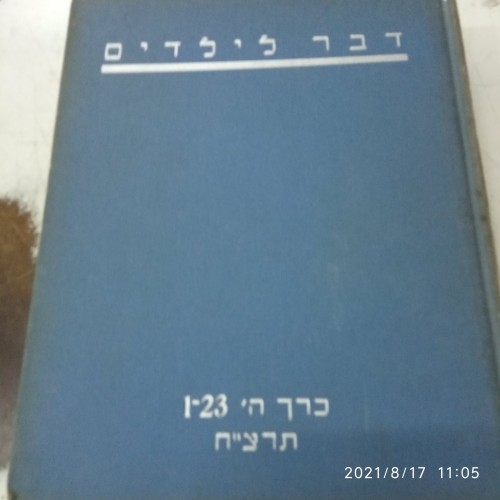 דבר לילדים
כרך ה' 1-23
תרצ"ח
2021/8/17 11:05